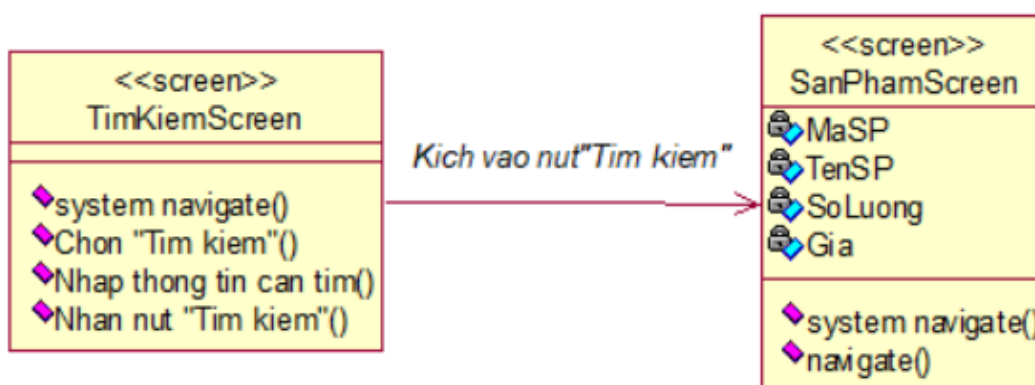 <<screen>>
TimKiemScreen
system navigate()
Chon "Tim kiem"()
Nhap thong tin can tim()
Nhan nut "Tim kiem"()
Kich vao nut"Tim kiem"
<<screen>>
SanPhamScreen
MaSP
TenSP
SoLuong
Gia
system navigate()
navigate()